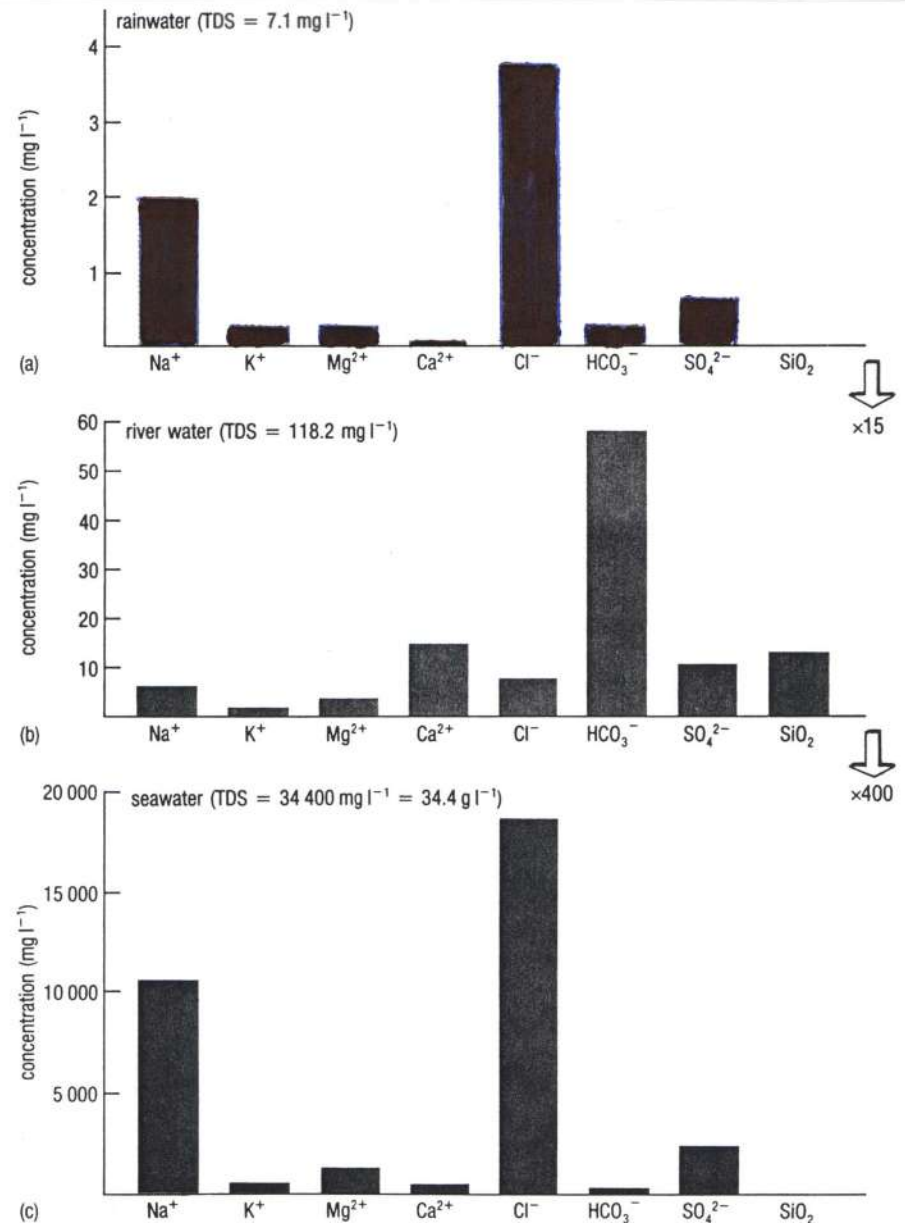 rainwater (TDS = 7.1 mg l⁻¹)
concentration (mg l⁻¹)
4
3
2
1
(a)
Na⁺ K⁺ Mg²⁺ Ca²⁺ Cl⁻ HCO₃⁻ SO₄²⁻ SiO₂
×15
river water (TDS = 118.2 mg l⁻¹)
concentration (mg l⁻¹)
60
50
40
30
20
10
(b)
Na⁺ K⁺ Mg²⁺ Ca²⁺ Cl⁻ HCO₃⁻ SO₄²⁻ SiO₂
×400
seawater (TDS = 34 400 mg l⁻¹ = 34.4 g l⁻¹)
concentration (mg l⁻¹)
20 000
15 000
10 000
5 000
(c)
Na⁺ K⁺ Mg²⁺ Ca²⁺ Cl⁻ HCO₃⁻ SO₄²⁻ SiO₂